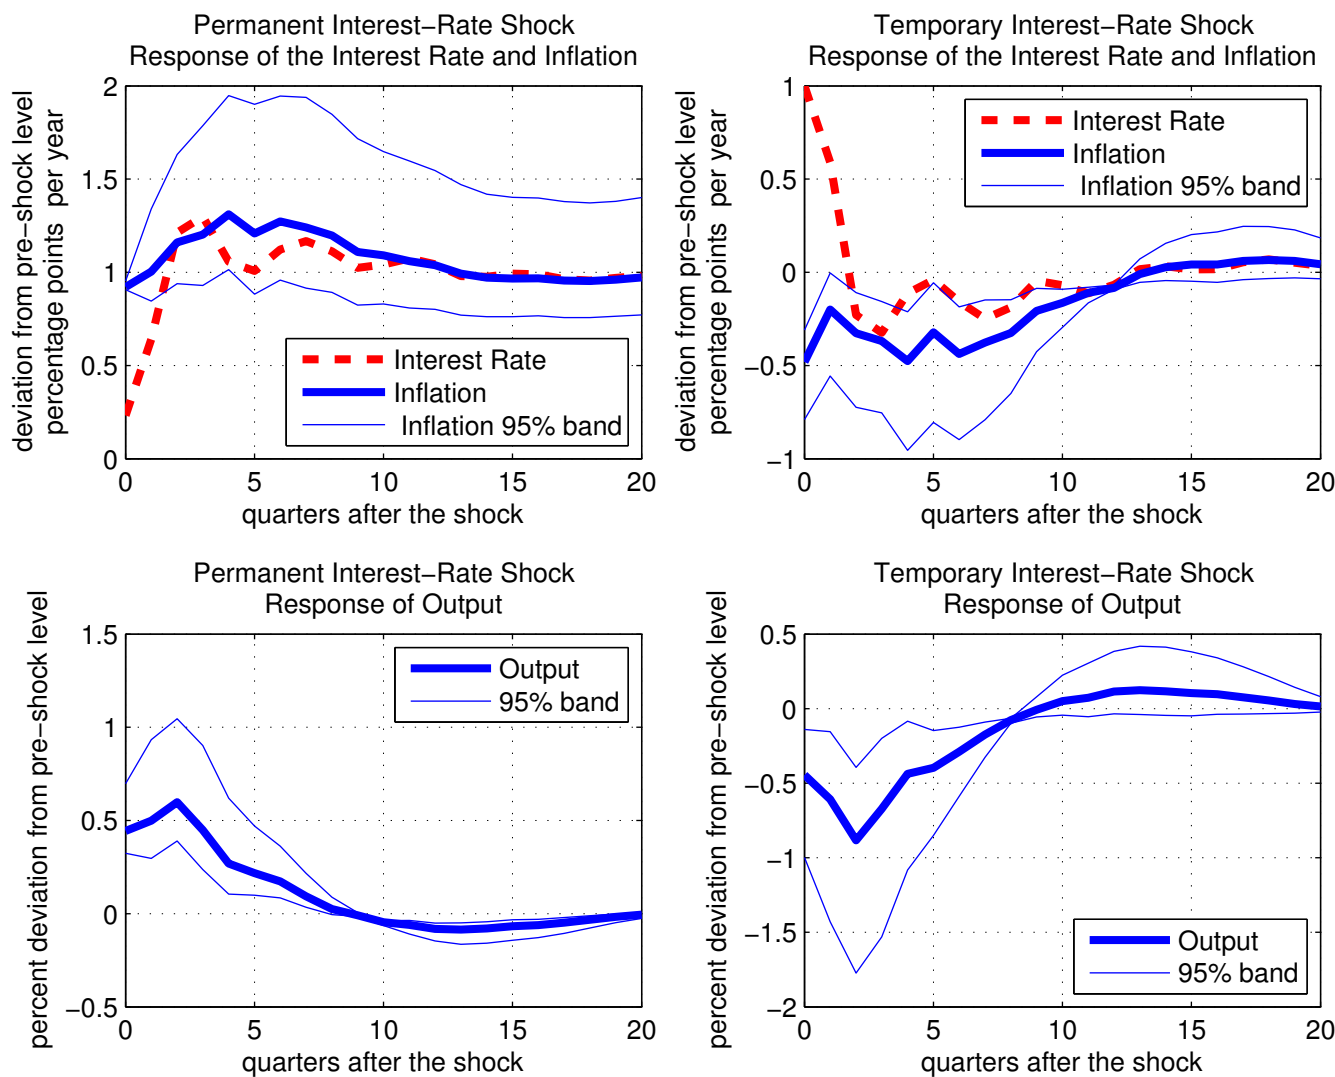 Permanent Interest−Rate Shock
Response of the Interest Rate and Inflation
deviation from pre−shock level
percentage points per year
2
1.5
1
0.5
0
Interest Rate
Inflation
Inflation 95% band
0 5 10 15 20
quarters after the shock
Temporary Interest−Rate Shock
Response of the Interest Rate and Inflation
deviation from pre−shock level
percentage points per year
1
0.5
0
−0.5
−1
Interest Rate
Inflation
Inflation 95% band
0 5 10 15 20
quarters after the shock
Permanent Interest−Rate Shock
Response of Output
percent deviation from pre−shock level
1.5
1
0.5
0
−0.5
Output
95% band
0 5 10 15 20
quarters after the shock
Temporary Interest−Rate Shock
Response of Output
percent deviation from pre−shock level
0.5
0
−0.5
−1
−1.5
−2
Output
95% band
0 5 10 15 20
quarters after the shock